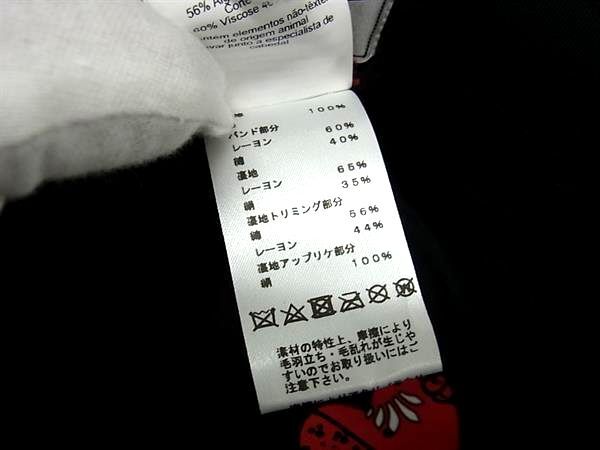 56%
60% Viscose 4
ntém elementos não-têxte
de origem animal
var junto a especialista de
cabedal
100%
バンド部分
レーヨン 60%
綿 40%
裏地
レーヨン 65%
絹 35%
裏地トリミング部分
綿 56%
レーヨン 44%
裏地アップリケ部分
絹 100%
素材の特性上、摩擦により
毛羽立ち・毛乱れが生じや
すいのでお取り扱いにはご
注意下さい。